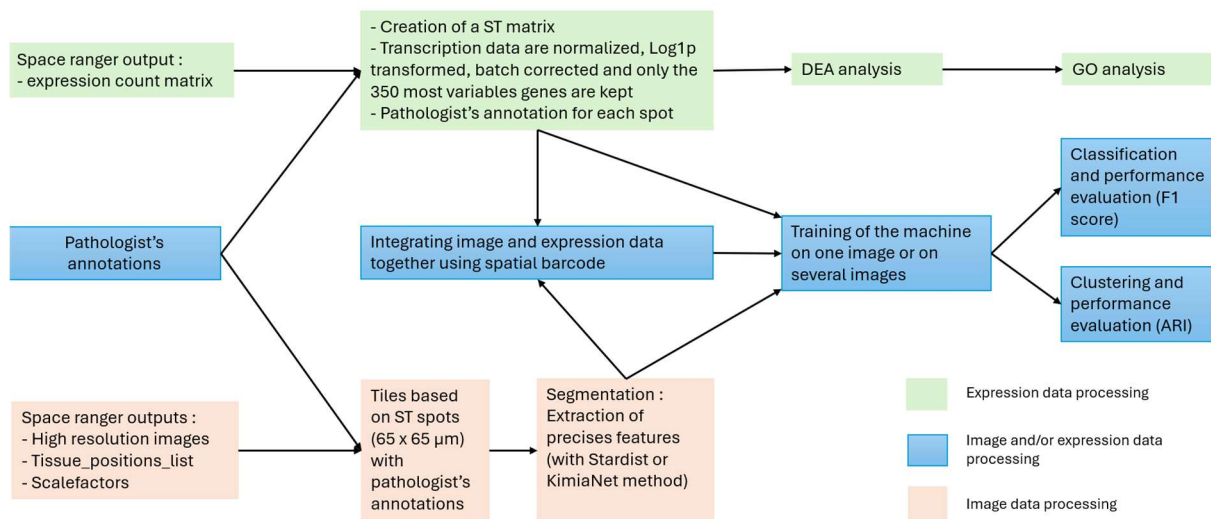 Space ranger output :
- expression count matrix
- Creation of a ST matrix
- Transcription data are normalized, Log1p
transformed, batch corrected and only the
350 most variables genes are kept
- Pathologist's annotation for each spot
DEA analysis
GO analysis
Pathologist's
annotations
Integrating image and expression data
together using spatial barcode
Training of the machine
on one image or on
several images
Classification
and performance
evaluation (F1
score)
Clustering and
performance
evaluation (ARI)
Space ranger outputs :
- High resolution images
- Tissue_positions_list
- Scalefactors
Tiles based
on ST spots
(65 x 65 μm)
with
pathologist's
annotations
Segmentation :
Extraction of
precises features
(with Stardist or
KimiaNet method)
Expression data processing
Image and/or expression data
processing
Image data processing